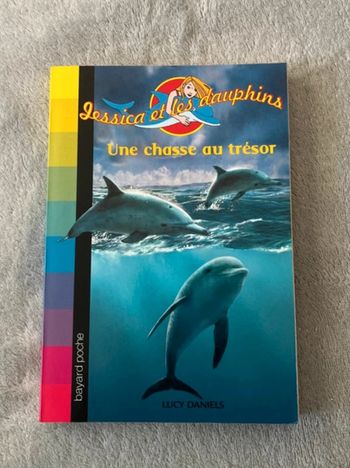 Jessica et les dauphins
Une chasse au trésor
bayard poche
LUCY DANIELS